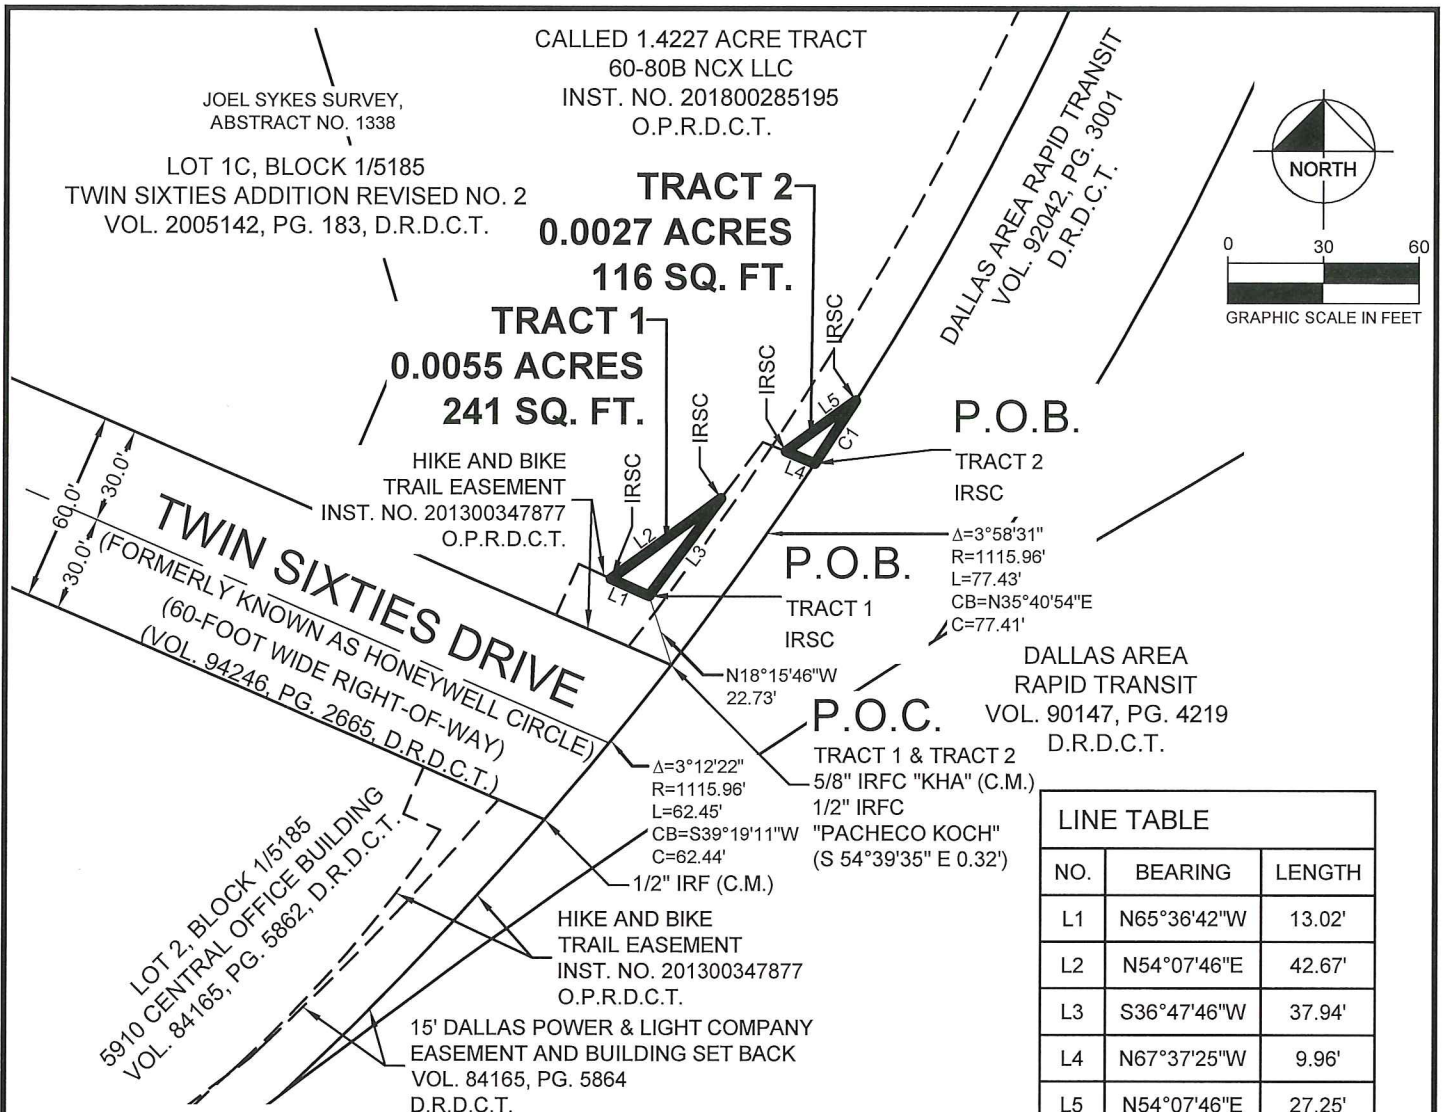 CALLED 1.4227 ACRE TRACT
60-80B NCX LLC
INST. NO. 201800285195
O.P.R.D.C.T.
JOEL SYKES SURVEY,
ABSTRACT NO. 1338
LOT 1C, BLOCK 1/5185
TWIN SIXTIES ADDITION REVISED NO. 2
VOL. 2005142, PG. 183, D.R.D.C.T.
DALLAS AREA RAPID TRANSIT
VOL. 92042, PG. 3001
D.R.D.C.T.
NORTH
0 30 60
GRAPHIC SCALE IN FEET
TRACT 2
0.0027 ACRES
116 SQ. FT.
TRACT 1
0.0055 ACRES
241 SQ. FT.
IRSC
IRSC
IRSC
IRSC
L5
C1
L4
L2
L3
L1
P.O.B.
TRACT 2
IRSC
HIKE AND BIKE
TRAIL EASEMENT
INST. NO. 201300347877
O.P.R.D.C.T.
60.0'
30.0'
30.0'
TWIN SIXTIES DRIVE
(FORMERLY KNOWN AS HONEYWELL CIRCLE)
(60-FOOT WIDE RIGHT-OF-WAY)
(VOL. 94246, PG. 2665, D.R.D.C.T.)
Δ=3°58'31"
R=1115.96'
L=77.43'
CB=N35°40'54"E
C=77.41'
P.O.B.
TRACT 1
IRSC
N18°15'46"W
22.73'
DALLAS AREA
RAPID TRANSIT
VOL. 90147, PG. 4219
D.R.D.C.T.
P.O.C.
TRACT 1 & TRACT 2
5/8" IRFC "KHA" (C.M.)
1/2" IRFC
"PACHECO KOCH"
(S 54°39'35" E 0.32')
Δ=3°12'22"
R=1115.96'
L=62.45'
CB=S39°19'11"W
C=62.44'
1/2" IRF (C.M.)
LOT 2, BLOCK 1/5185
5910 CENTRAL OFFICE BUILDING
VOL. 84165, PG. 5862, D.R.D.C.T.
HIKE AND BIKE
TRAIL EASEMENT
INST. NO. 201300347877
O.P.R.D.C.T.
15' DALLAS POWER & LIGHT COMPANY
EASEMENT AND BUILDING SET BACK
VOL. 84165, PG. 5864
D.R.D.C.T.
LINE TABLE
NO. BEARING LENGTH
L1 N65°36'42"W 13.02'
L2 N54°07'46"E 42.67'
L3 S36°47'46"W 37.94'
L4 N67°37'25"W 9.96'
L5 N54°07'46"E 27.25'